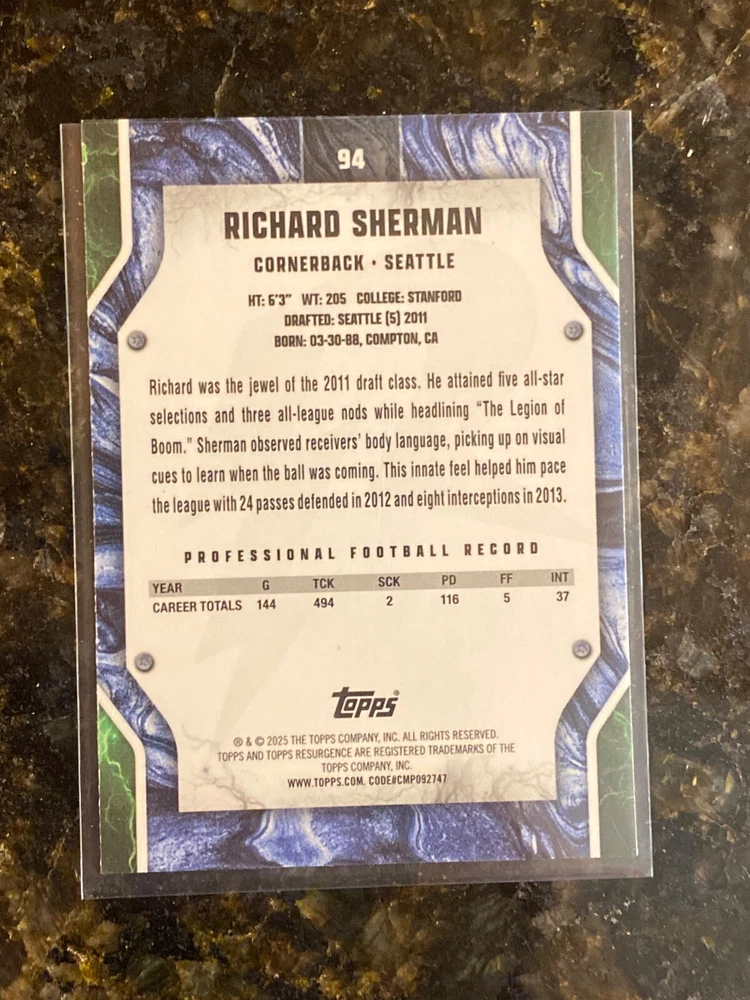 94
RICHARD SHERMAN
CORNERBACK • SEATTLE
HT: 6'3" WT: 205 COLLEGE: STANFORD
DRAFTED: SEATTLE (5) 2011
BORN: 03-30-88, COMPTON, CA
Richard was the jewel of the 2011 draft class. He attained five all-star
selections and three all-league nods while headlining "The Legion of
Boom." Sherman observed receivers' body language, picking up on visual
cues to learn when the ball was coming. This innate feel helped him pace
the league with 24 passes defended in 2012 and eight interceptions in 2013.
PROFESSIONAL FOOTBALL RECORD
YEAR G TCK SCK PD FF INT
CAREER TOTALS 144 494 2 116 5 37
Topps
® & © 2025 THE TOPPS COMPANY, INC. ALL RIGHTS RESERVED.
TOPPS AND TOPPS RESURGENCE ARE REGISTERED TRADEMARKS OF THE
TOPPS COMPANY, INC.
WWW.TOPPS.COM, CODE#CMP092747